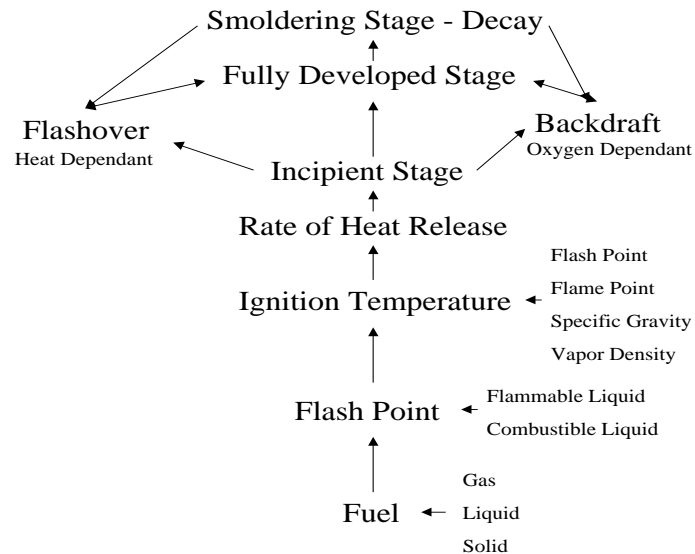 Smoldering Stage - Decay
Fully Developed Stage
Flashover
Heat Dependant
Backdraft
Oxygen Dependant
Incipient Stage
Rate of Heat Release
Flash Point
Flame Point
Ignition Temperature
Specific Gravity
Vapor Density
Flammable Liquid
Flash Point
Combustible Liquid
Gas
Fuel
Liquid
Solid